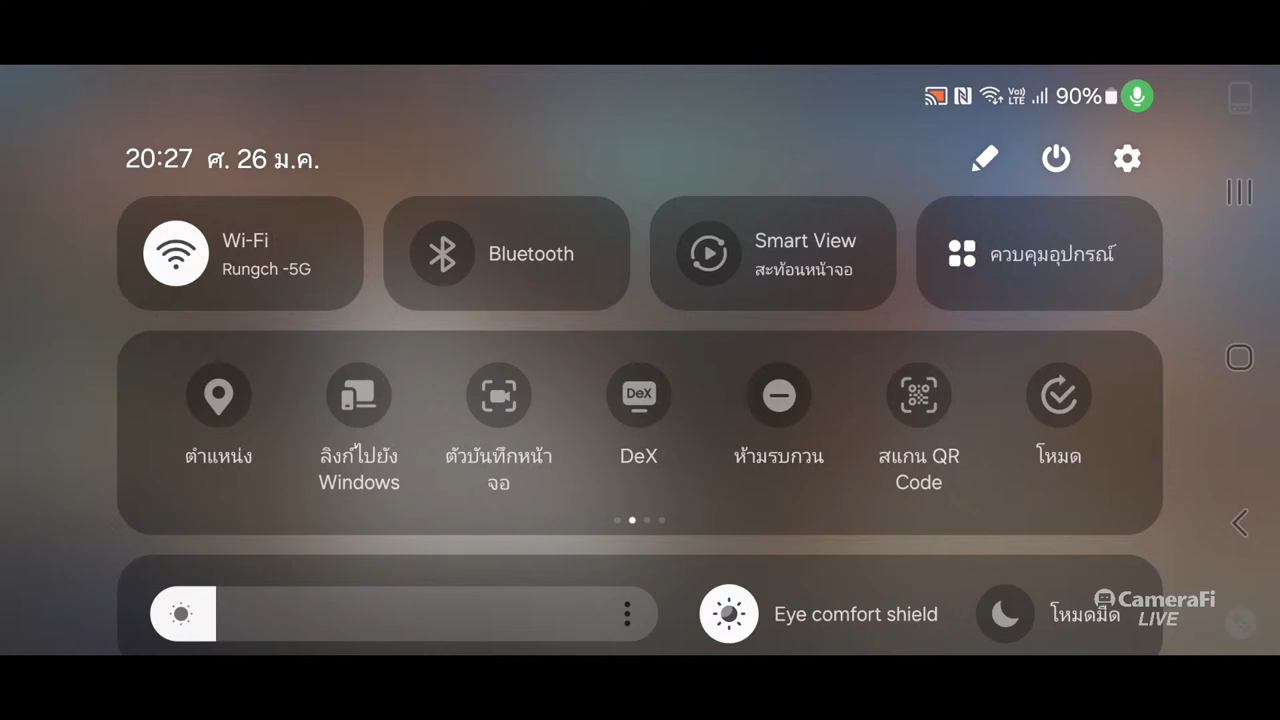 Vo))
LTE
90%
20:27 ศ. 26 ม.ค.
Wi-Fi
Rungch -5G
Bluetooth
Smart View
สะท้อนหน้าจอ
ควบคุมอุปกรณ์
DeX
ตำแหน่ง
ลิงก์ไปยัง
Windows
ตัวบันทึกหน้า
จอ
DeX
ห้ามรบกวน
สแกน QR
Code
โหมด
Eye comfort shield
โหมดมืด
CameraFi
LIVE